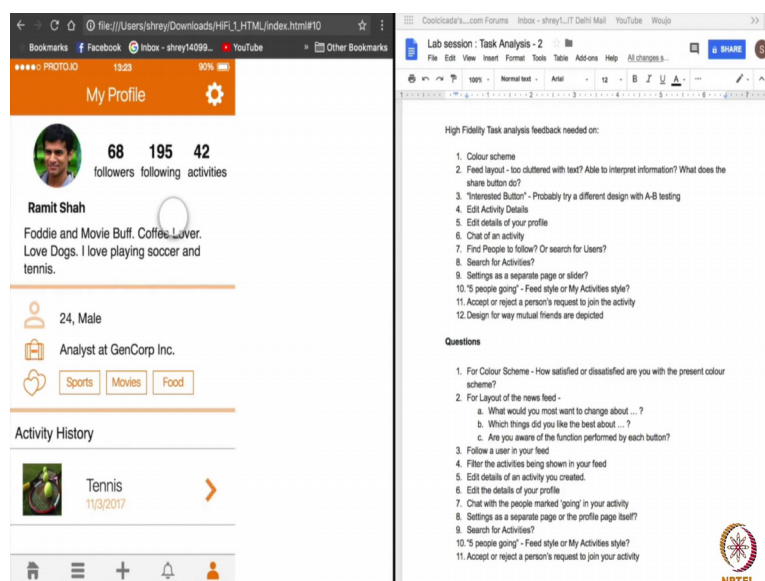 file:///Users/shrey/Downloads/HiFi_1_HTML/index.html#10
Bookmarks Facebook Inbox - shrey14099... YouTube » Other Bookmarks
PROTO.IO 13:23 90%
My Profile
68 195 42
followers following activities
Ramit Shah
Foddie and Movie Buff. Coffee Lover.
Love Dogs. I love playing soccer and
tennis.
24, Male
Analyst at GenCorp Inc.
Sports Movies Food
Activity History
Tennis
11/3/2017
Coolcicada's....com Forums Inbox - shrey1...IT Delhi Mail YouTube Woujo >>
Lab session : Task Analysis - 2
SHARE S
File Edit View Insert Format Tools Table Add-ons Help All changes s...
100% Normal text Arial 12 B I U A
High Fidelity Task analysis feedback needed on:
1. Colour scheme
2. Feed layout - too cluttered with text? Able to interpret information? What does the
share button do?
3. "Interested Button" - Probably try a different design with A-B testing
4. Edit Activity Details
5. Edit details of your profile
6. Chat of an activity
7. Find People to follow? Or search for Users?
8. Search for Activities?
9. Settings as a separate page or slider?
10. "5 people going" - Feed style or My Activities style?
11. Accept or reject a person's request to join the activity
12. Design for way mutual friends are depicted
Questions
1. For Colour Scheme - How satisfied or dissatisfied are you with the present colour
scheme?
2. For Layout of the news feed -
a. What would you most want to change about ... ?
b. Which things did you like the best about ... ?
c. Are you aware of the function performed by each button?
3. Follow a user in your feed
4. Filter the activities being shown in your feed
5. Edit details of an activity you created.
6. Edit the details of your profile
7. Chat with the people marked 'going' in your activity
8. Settings as a separate page or the profile page itself?
9. Search for Activities?
10. "5 people going" - Feed style or My Activities style?
11. Accept or reject a person's request to join your activity
NPTEL